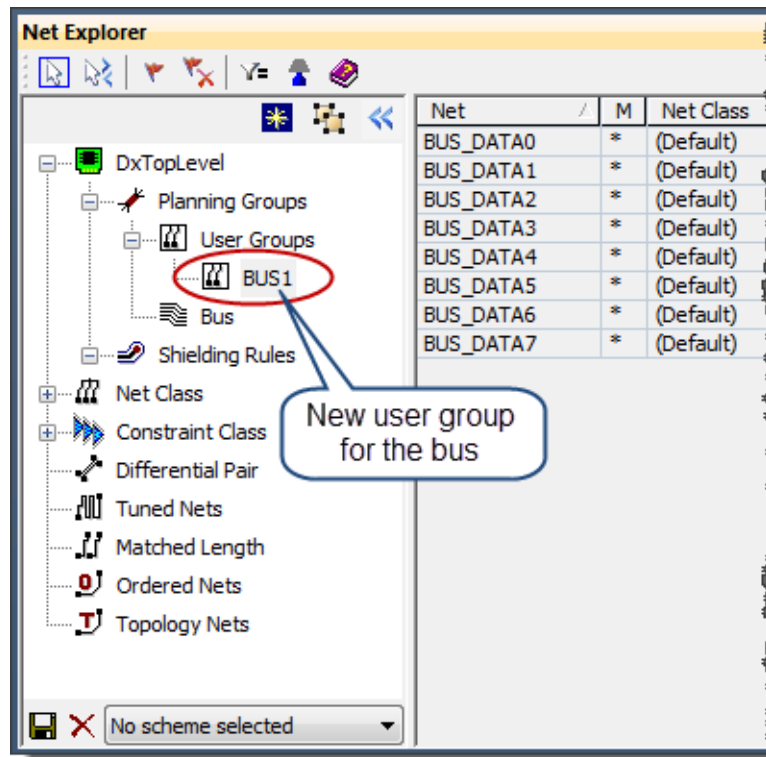 Net Explorer
Net M Net Class
DxTopLevel
Planning Groups
User Groups
BUS1
Bus
Shielding Rules
Net Class
Constraint Class
Differential Pair
Tuned Nets
Matched Length
Ordered Nets
Topology Nets
BUS_DATA0 * (Default)
BUS_DATA1 * (Default)
BUS_DATA2 * (Default)
BUS_DATA3 * (Default)
BUS_DATA4 * (Default)
BUS_DATA5 * (Default)
BUS_DATA6 * (Default)
BUS_DATA7 * (Default)
New user group
for the bus
No scheme selected